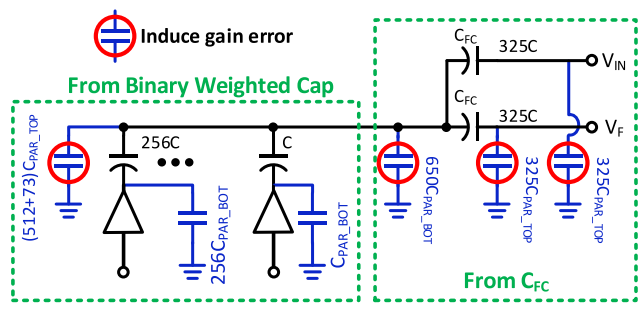 Induce gain error
From Binary Weighted Cap
C_FC
325C
V_IN
C_FC
325C
V_F
(512+73)C_PAR_TOP
256C
•••
C
256C_PAR_BOT
C_PAR_BOT
650C_PAR_BOT
325C_PAR_TOP
325C_PAR_TOP
From C_FC